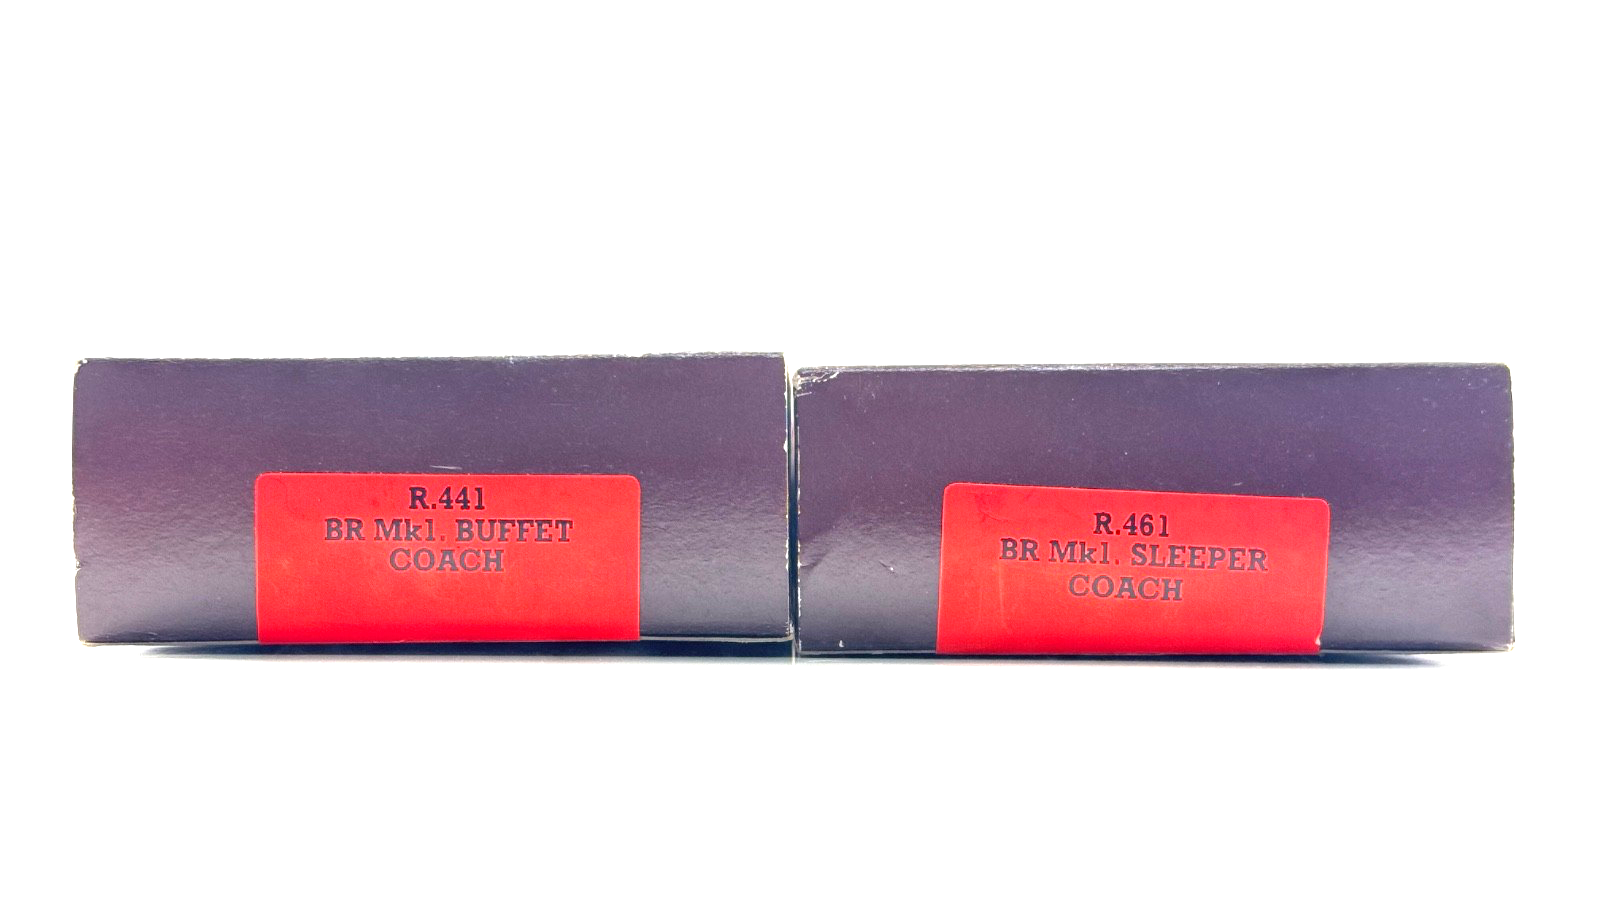 R.441
BR Mk1. BUFFET
COACH
R.461
BR Mk1. SLEEPER
COACH